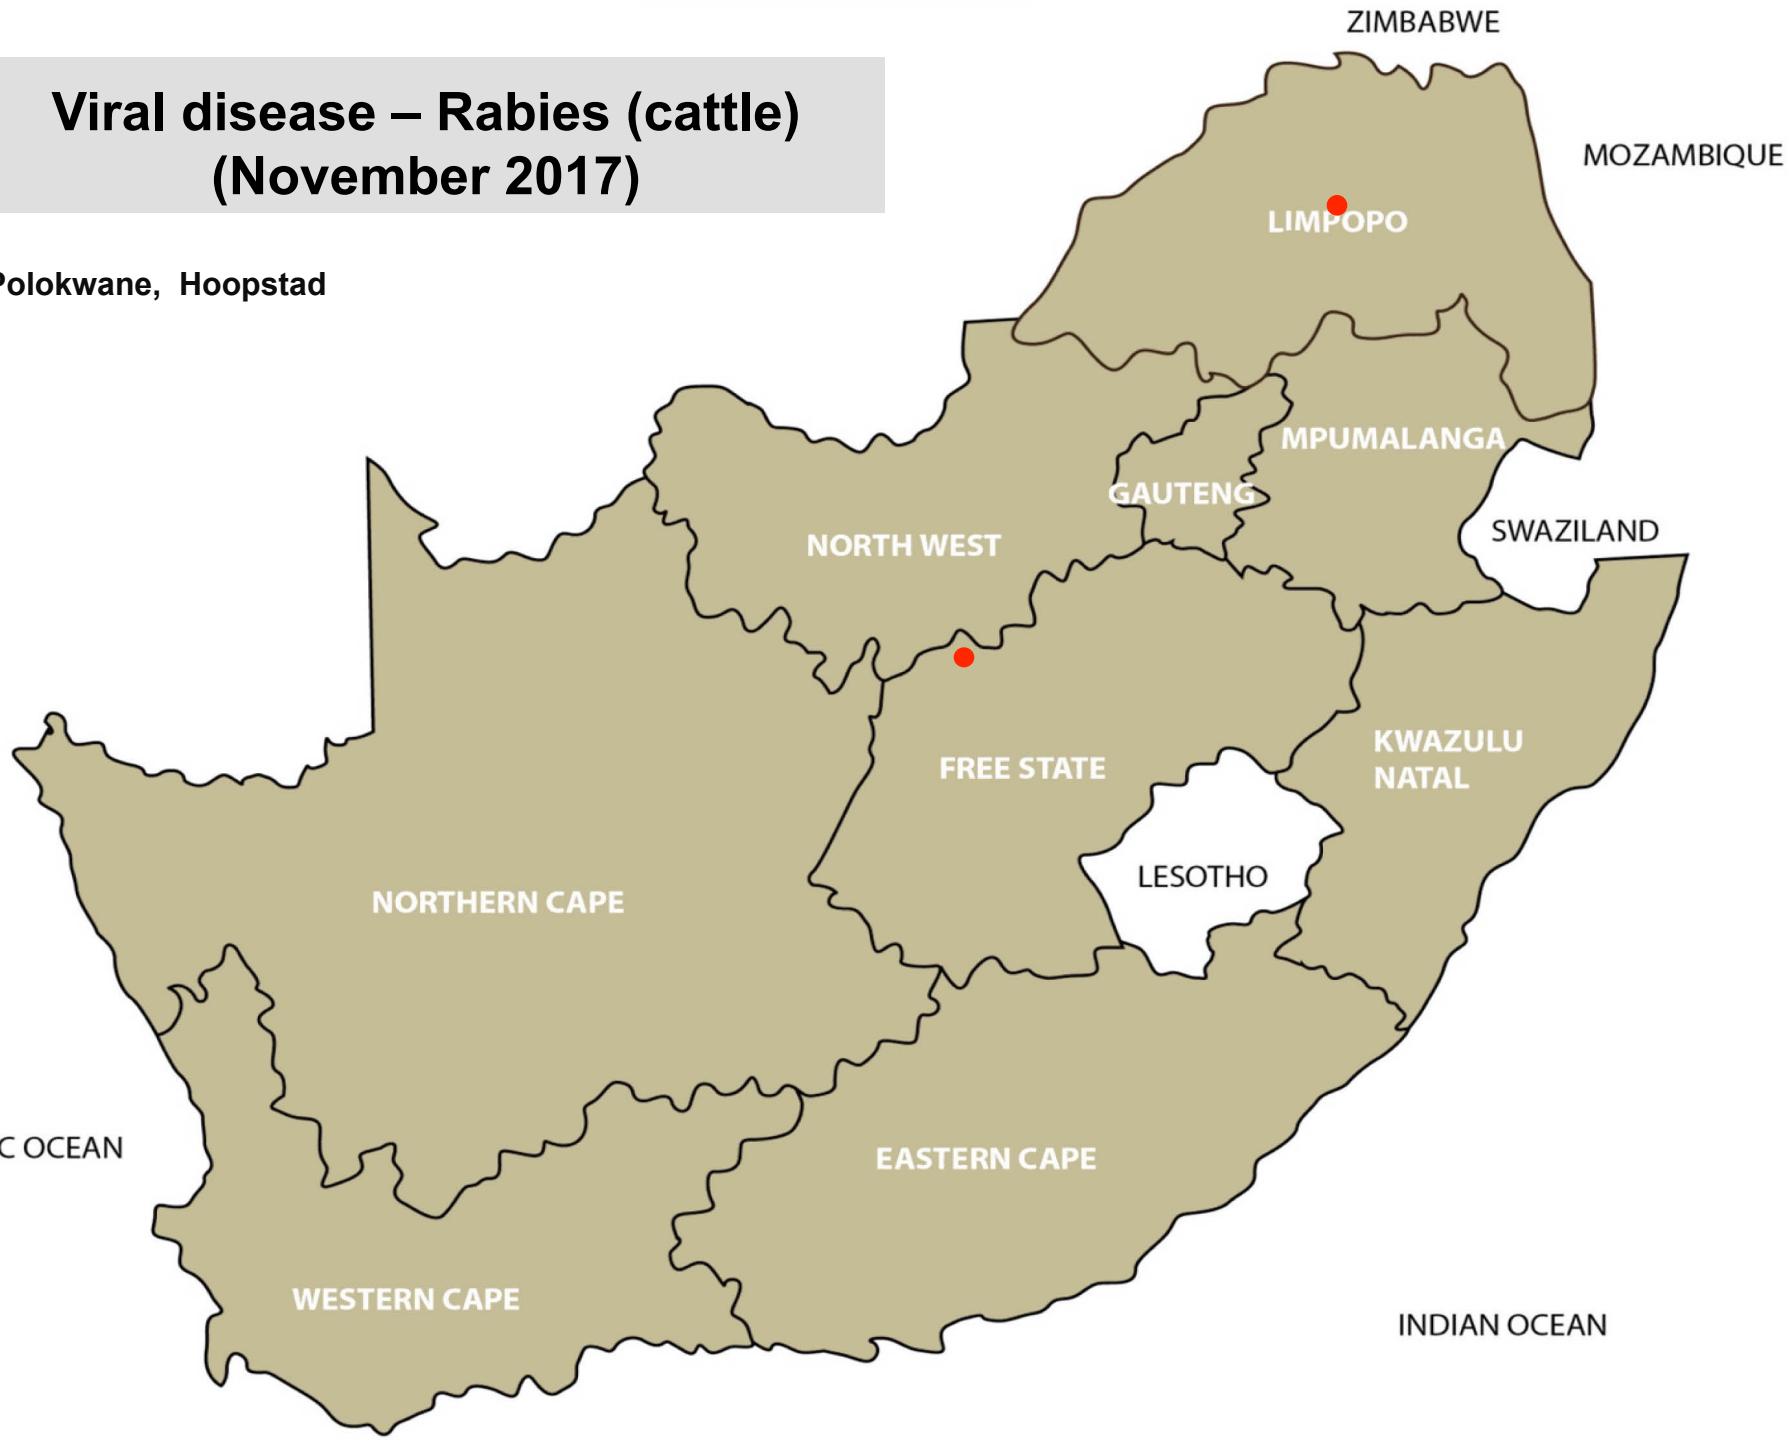 ZIMBABWE
Viral disease – Rabies (cattle)
(November 2017)
MOZAMBIQUE
LIMPOPO
Polokwane, Hoopstad
MPUMALANGA
GAUTENG
SWAZILAND
NORTH WEST
KWAZULU
NATAL
FREE STATE
LESOTHO
NORTHERN CAPE
C OCEAN
EASTERN CAPE
WESTERN CAPE
INDIAN OCEAN